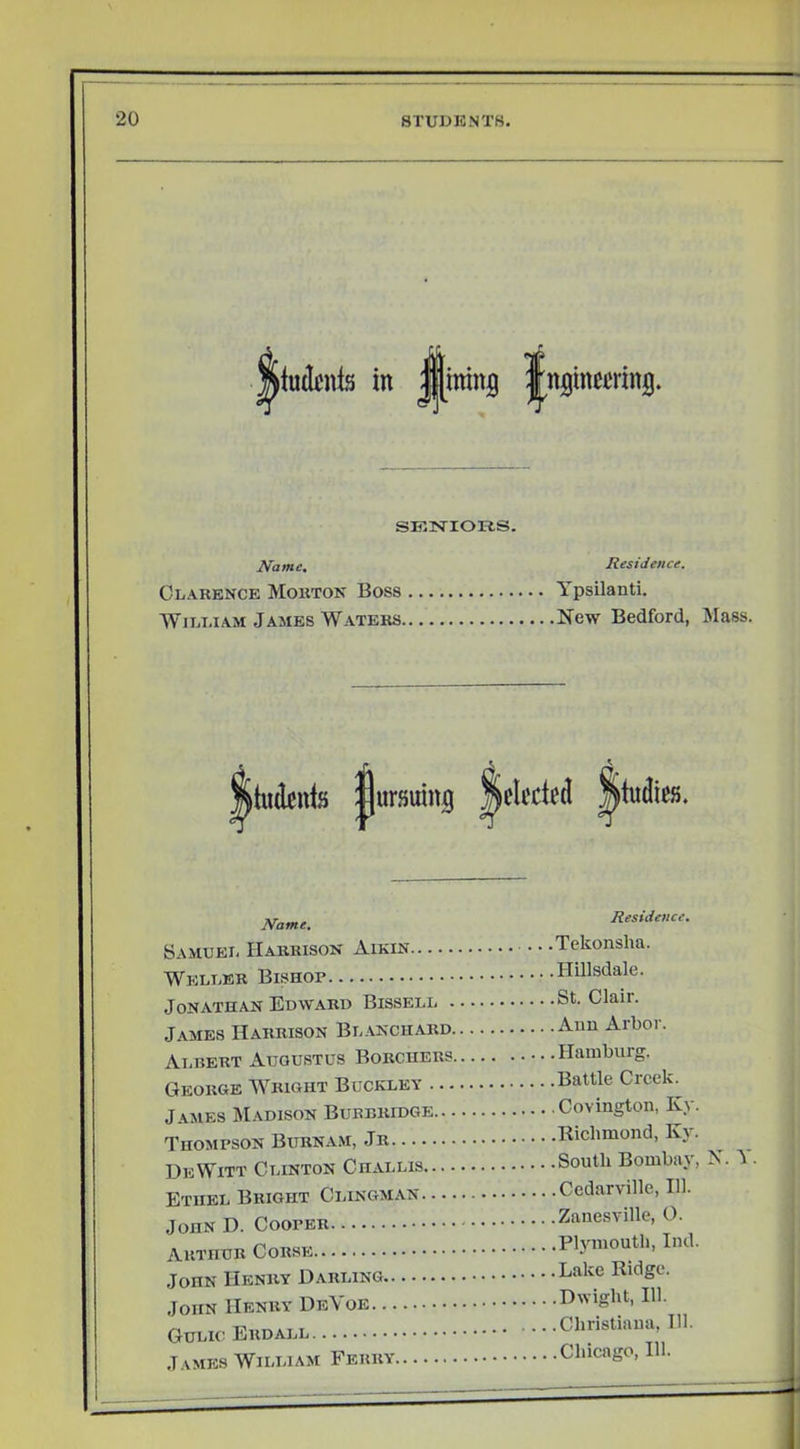 20 STUDENTS.
Students in Mining Engineering.
SENIORS.
Name. Residence.
CLARENCE MORTON BOSS .............. Ypsilanti.
WILLIAM JAMES WATERS.................New Bedford, Mass.
Students Pursuing Selected Studies.
Name. Residence.
SAMUEL HARRISON AIKIN.............Tekonsha.
WELLER BISHOP......................Hillsdale.
JONATHAN EDWARD BISSELL ...........St. Clair.
JAMES HARRISON BLANCHARD...........Ann Arbor.
ALBERT AUGUSTUS BORCHERS...........Hamburg.
GEORGE WRIGHT BUCKLEY .............Battle Creek.
JAMES MADISON BURBRIDGE............Covington, Ky.
THOMPSON BURNAM, JR................Richmond, Ky.
DEWITT CLINTON CHALLIS.............South Bombay, N. Y.
ETHEL BRIGHT CLINGMAN..............Cedarville, Ill.
JOHN D. COOPER.....................Zanesville, O.
ARTHUR CORSE.......................Plymouth, Ind.
JOHN HENRY DARLING.................Lake Ridge.
JOHN HENRY DEVOE...................Dwight, Ill.
GULIC ERDALL.......................Christiana, Ill.
JAMES WILLIAM FERRY................Chicago, Ill.